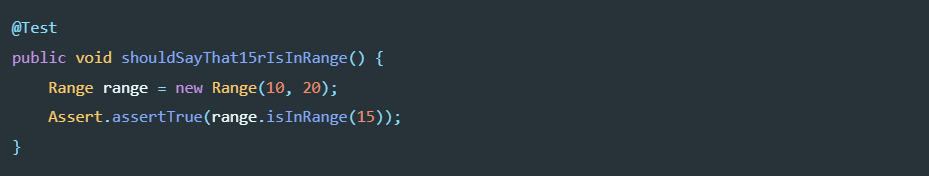 @Test
public void shouldSayThat15rIsInRange() {
    Range range = new Range(10, 20);
    Assert.assertTrue(range.isInRange(15));
}